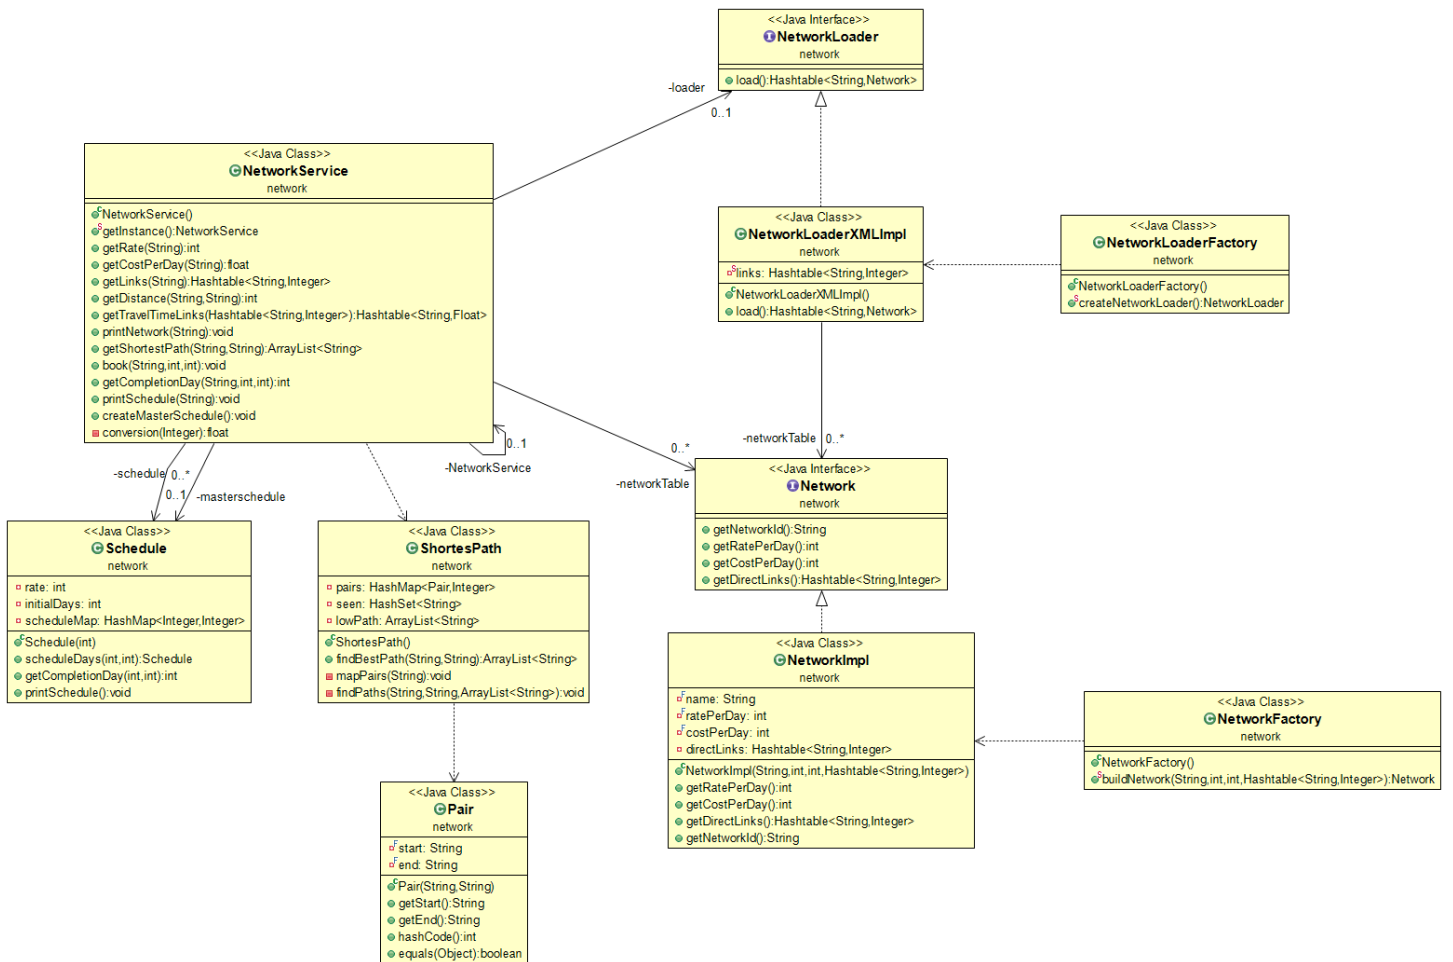 <<Java Interface>>
NetworkLoader
network
load():Hashtable<String,Network>
-loader
0..1
<<Java Class>>
NetworkService
network
NetworkService()
getInstance():NetworkService
getRate(String):int
getCostPerDay(String):float
getLinks(String):Hashtable<String,Integer>
getDistance(String,String):int
getTravelTimeLinks(Hashtable<String,Integer>):Hashtable<String,Float>
printNetwork(String):void
getShortestPath(String,String):ArrayList<String>
book(String,int,int):void
getCompletionDay(String,int,int):int
printSchedule(String):void
createMasterSchedule():void
conversion(Integer):float
<<Java Class>>
NetworkLoaderXMLImpl
network
links: Hashtable<String,Integer>
NetworkLoaderXMLImpl()
load():Hashtable<String,Network>
<<Java Class>>
NetworkLoaderFactory
network
NetworkLoaderFactory()
createNetworkLoader():NetworkLoader
-networkTable 0..*
0..1
-NetworkService
0..*
-networkTable
-schedule 0..*
0..1 -masterschedule
<<Java Interface>>
Network
network
getNetworkId():String
getRatePerDay():int
getCostPerDay():int
getDirectLinks():Hashtable<String,Integer>
<<Java Class>>
Schedule
network
rate: int
initialDays: int
scheduleMap: HashMap<Integer,Integer>
Schedule(int)
scheduleDays(int,int):Schedule
getCompletionDay(int,int):int
printSchedule():void
<<Java Class>>
ShortesPath
network
pairs: HashMap<Pair,Integer>
seen: HashSet<String>
lowPath: ArrayList<String>
ShortesPath()
findBestPath(String,String):ArrayList<String>
mapPairs(String):void
findPaths(String,String,ArrayList<String>):void
<<Java Class>>
NetworkImpl
network
name: String
ratePerDay: int
costPerDay: int
directLinks: Hashtable<String,Integer>
NetworkImpl(String,int,int,Hashtable<String,Integer>)
getRatePerDay():int
getCostPerDay():int
getDirectLinks():Hashtable<String,Integer>
getNetworkId():String
<<Java Class>>
NetworkFactory
network
NetworkFactory()
buildNetwork(String,int,int,Hashtable<String,Integer>):Network
<<Java Class>>
Pair
network
start: String
end: String
Pair(String,String)
getStart():String
getEnd():String
hashCode():int
equals(Object):boolean